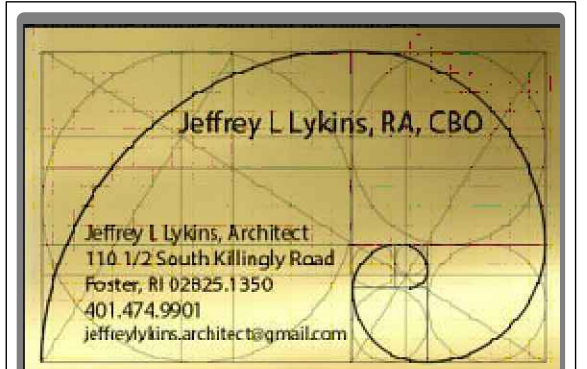 Jeffrey L Lykins, RA, CBO
Jeffrey L Lykins, Architect
110 1/2 South Killingly Road
Foster, RI 02825.1350
401.474.9901
jeffreylykins.architect@gmail.com